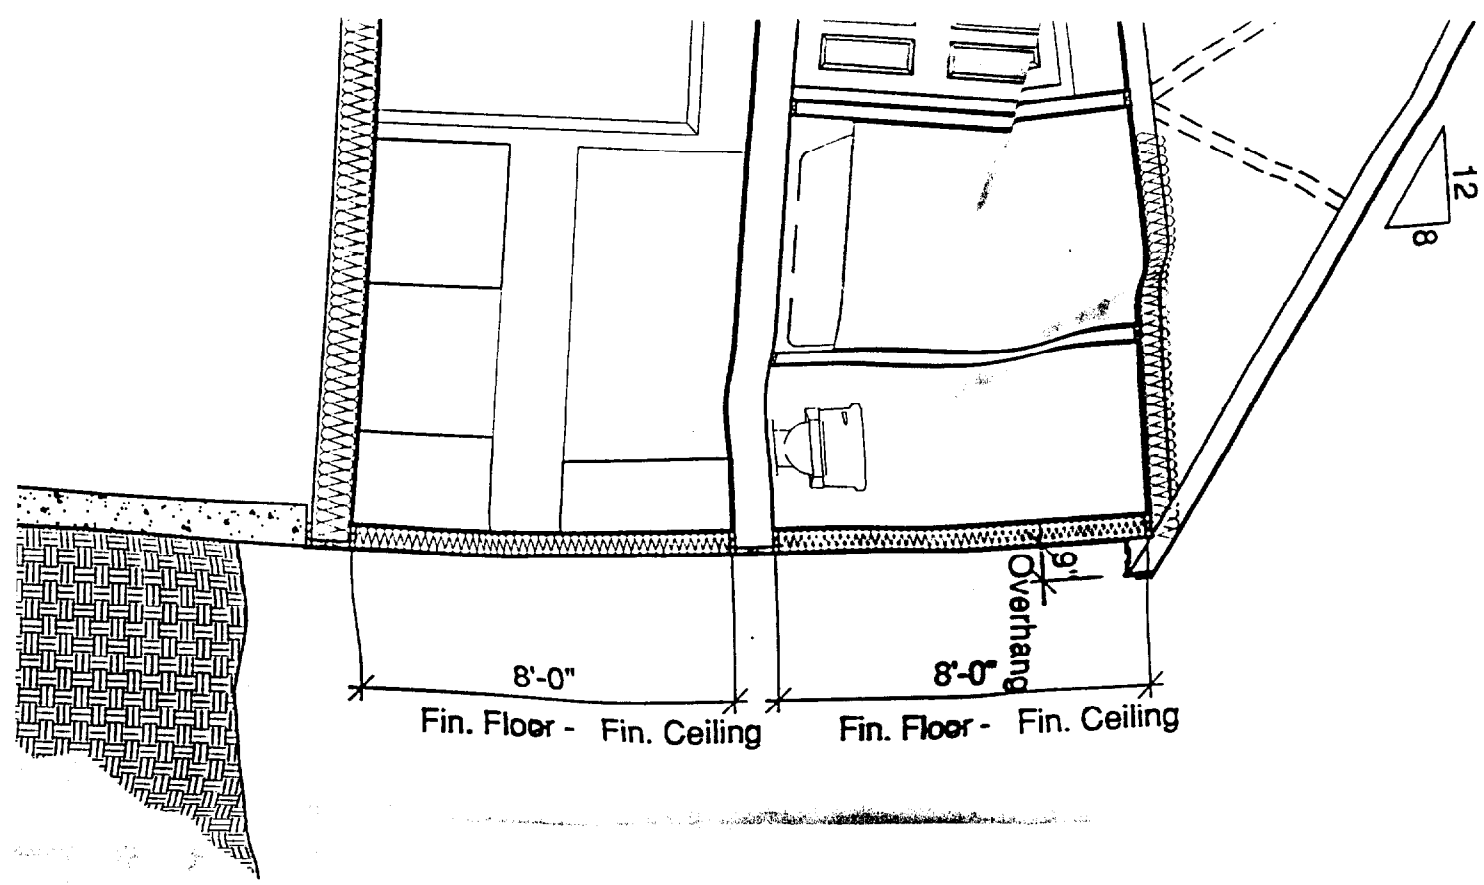 12
8
9"
Overhang
8'-0"
8'-0"
Fin. Floor - Fin. Ceiling
Fin. Floor - Fin. Ceiling